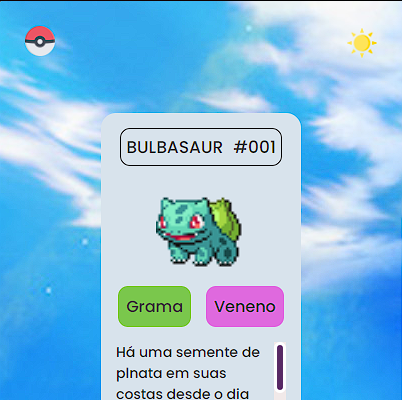 BULBASAUR #001
Grama Veneno
Há uma semente de
plnata em suas
costas desde o dia